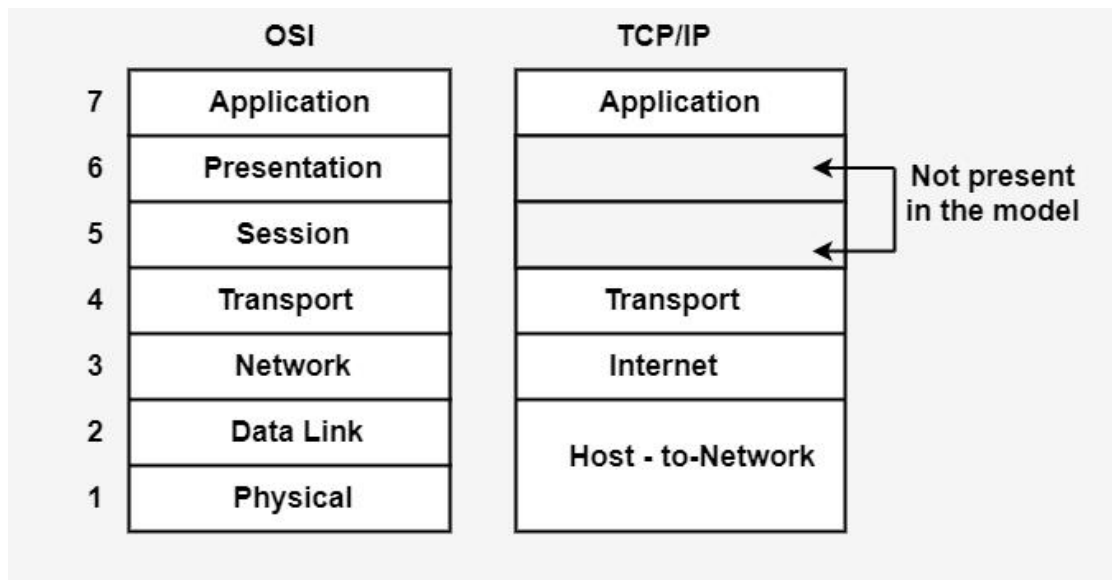 OSI TCP/IP
7 Application Application
6 Presentation
Not present
in the model
5 Session
4 Transport Transport
3 Network Internet
2 Data Link
Host - to-Network
1 Physical